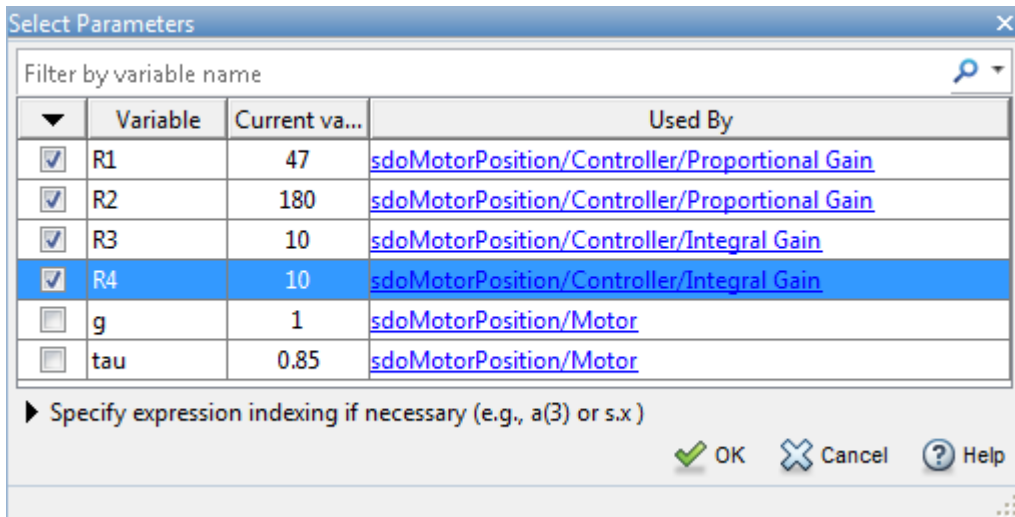 Select Parameters
Filter by variable name
Variable Current va... Used By
R1 47 sdoMotorPosition/Controller/Proportional Gain
R2 180 sdoMotorPosition/Controller/Proportional Gain
R3 10 sdoMotorPosition/Controller/Integral Gain
R4 10 sdoMotorPosition/Controller/Integral Gain
g 1 sdoMotorPosition/Motor
tau 0.85 sdoMotorPosition/Motor
Specify expression indexing if necessary (e.g., a(3) or s.x )
OK Cancel Help